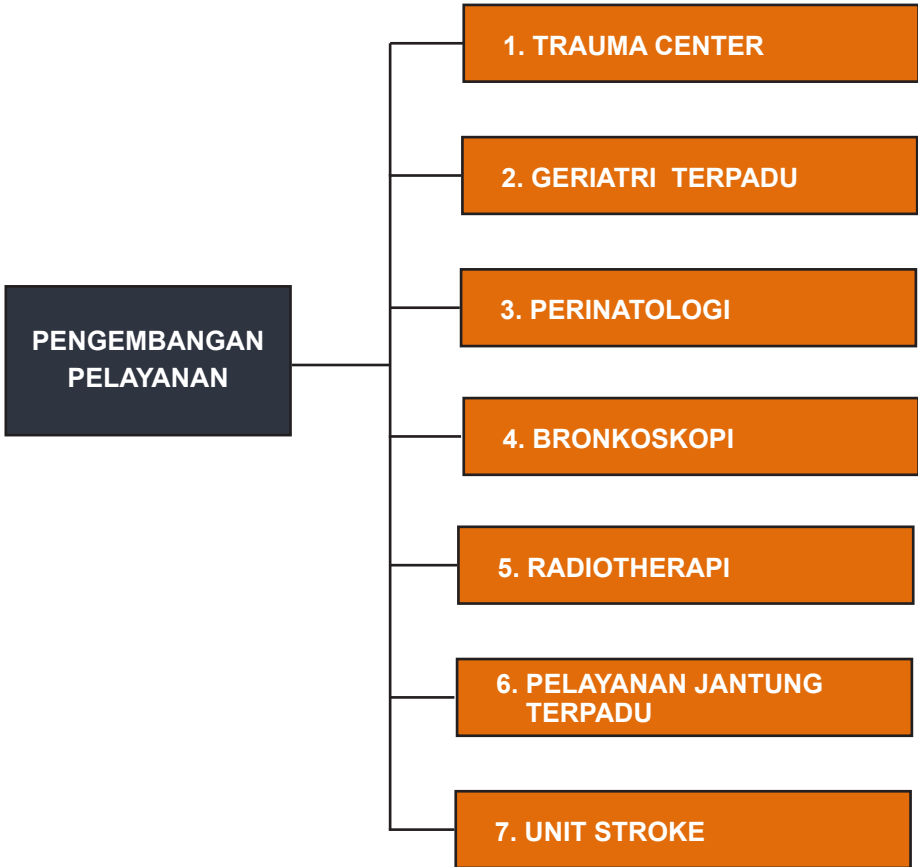 1. TRAUMA CENTER
2. GERIATRI TERPADU
3. PERINATOLOGI
PENGEMBANGAN
PELAYANAN
4. BRONKOSKOPI
5. RADIOTHERAPI
6. PELAYANAN JANTUNG
TERPADU
7. UNIT STROKE